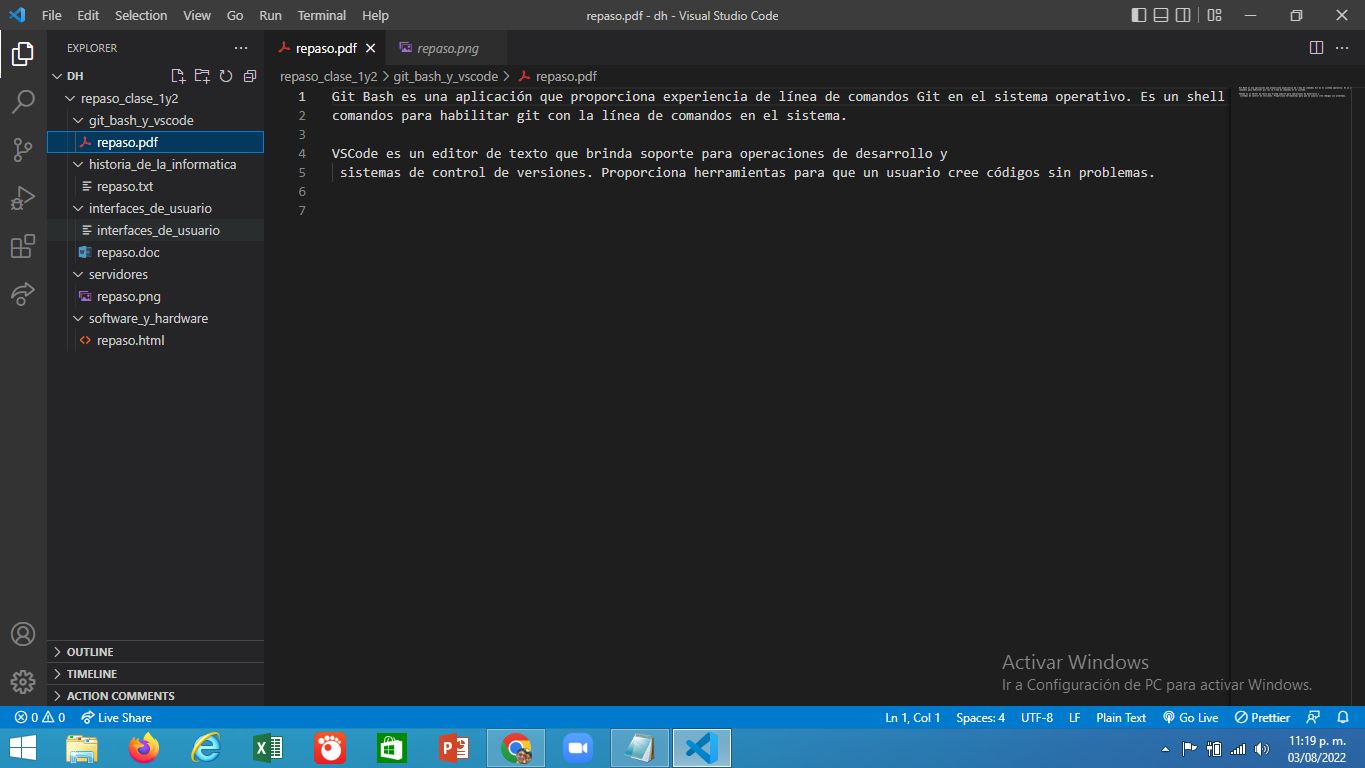 File Edit Selection View Go Run Terminal Help
repaso.pdf - dh - Visual Studio Code
EXPLORER
DH
repaso_clase_1y2
git_bash_y_vscode
repaso.pdf
historia_de_la_informatica
repaso.txt
interfaces_de_usuario
interfaces_de_usuario
repaso.doc
servidores
repaso.png
software_y_hardware
repaso.html
OUTLINE
TIMELINE
ACTION COMMENTS
repaso.pdf
repaso.png
repaso_clase_1y2 > git_bash_y_vscode > repaso.pdf
1 Git Bash es una aplicación que proporciona experiencia de línea de comandos Git en el sistema operativo. Es un shell
2 comandos para habilitar git con la línea de comandos en el sistema.
3
4 VSCode es un editor de texto que brinda soporte para operaciones de desarrollo y
5 sistemas de control de versiones. Proporciona herramientas para que un usuario cree códigos sin problemas.
6
7
Activar Windows
Ir a Configuración de PC para activar Windows.
0 0 Live Share
Ln 1, Col 1 Spaces: 4 UTF-8 LF Plain Text Go Live Prettier
11:19 p. m.
03/08/2022